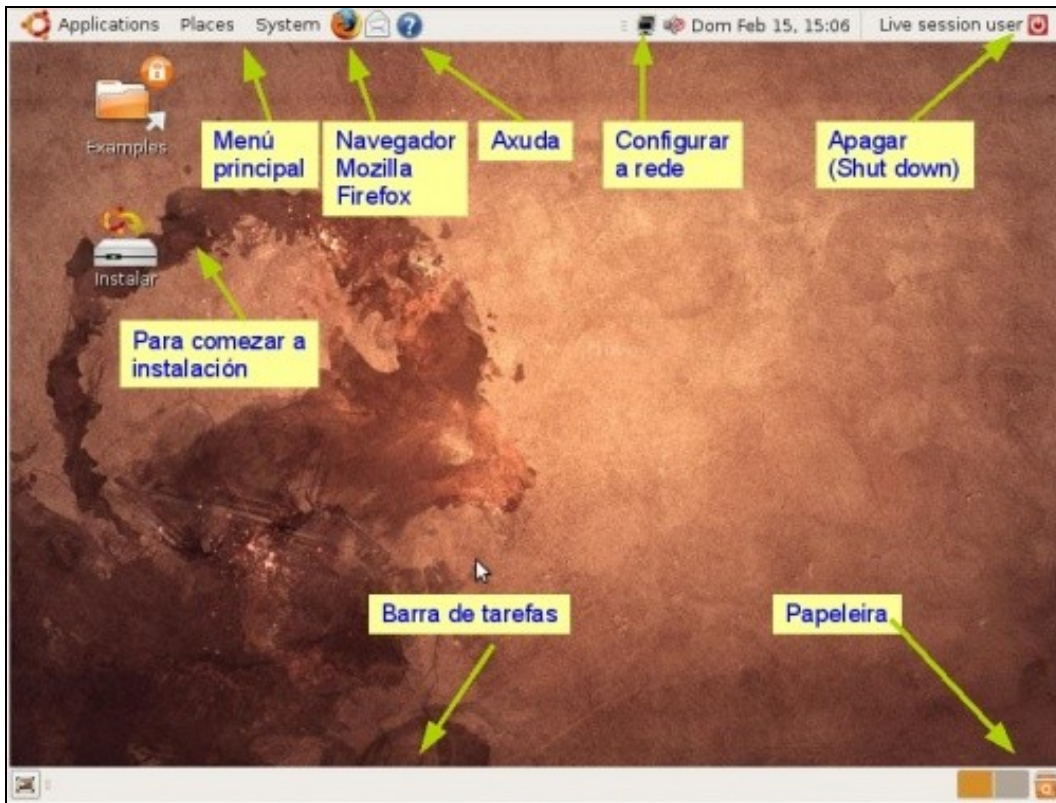 Applications Places System Dom Feb 15, 15:06 Live session user
Examples
Menú
principal
Navegador
Mozilla
Firefox
Axuda
Configurar
a rede
Apagar
(Shut down)
Instalar
Para comezar a
instalación
Barra de tarefas
Papeleira